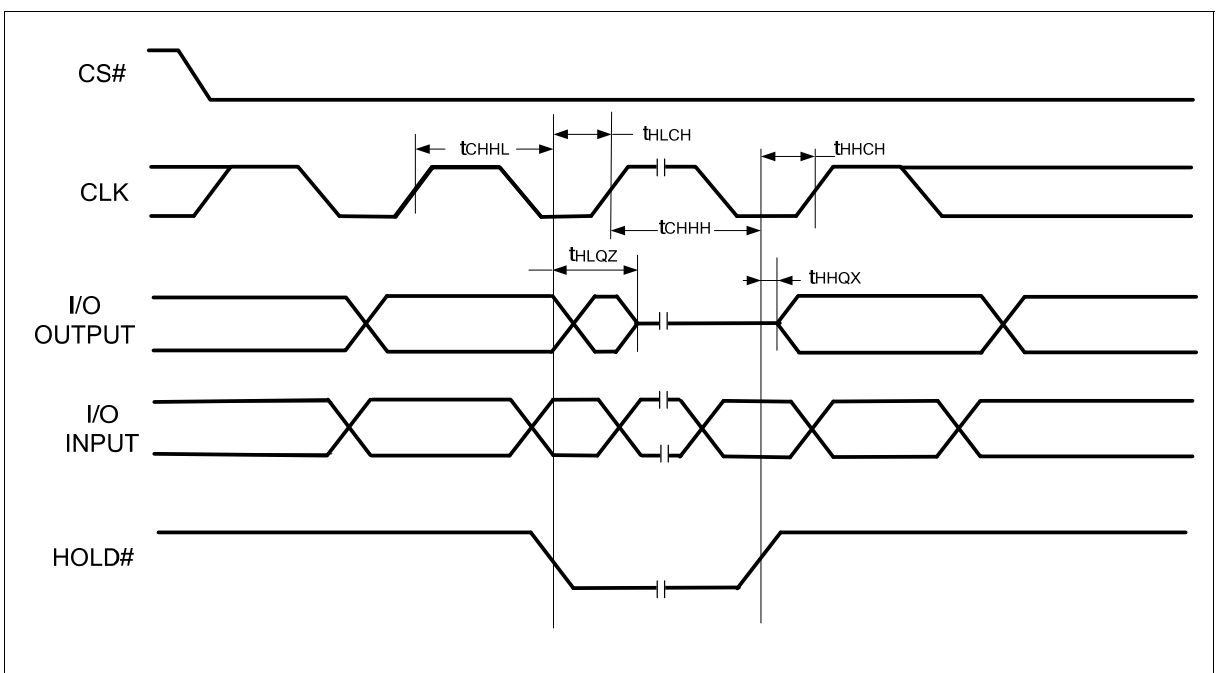 CS#
tHLCH
tCHHL
tHHCH
CLK
tCHHH
tHLQZ
tHHQX
I/O
OUTPUT
I/O
INPUT
HOLD#